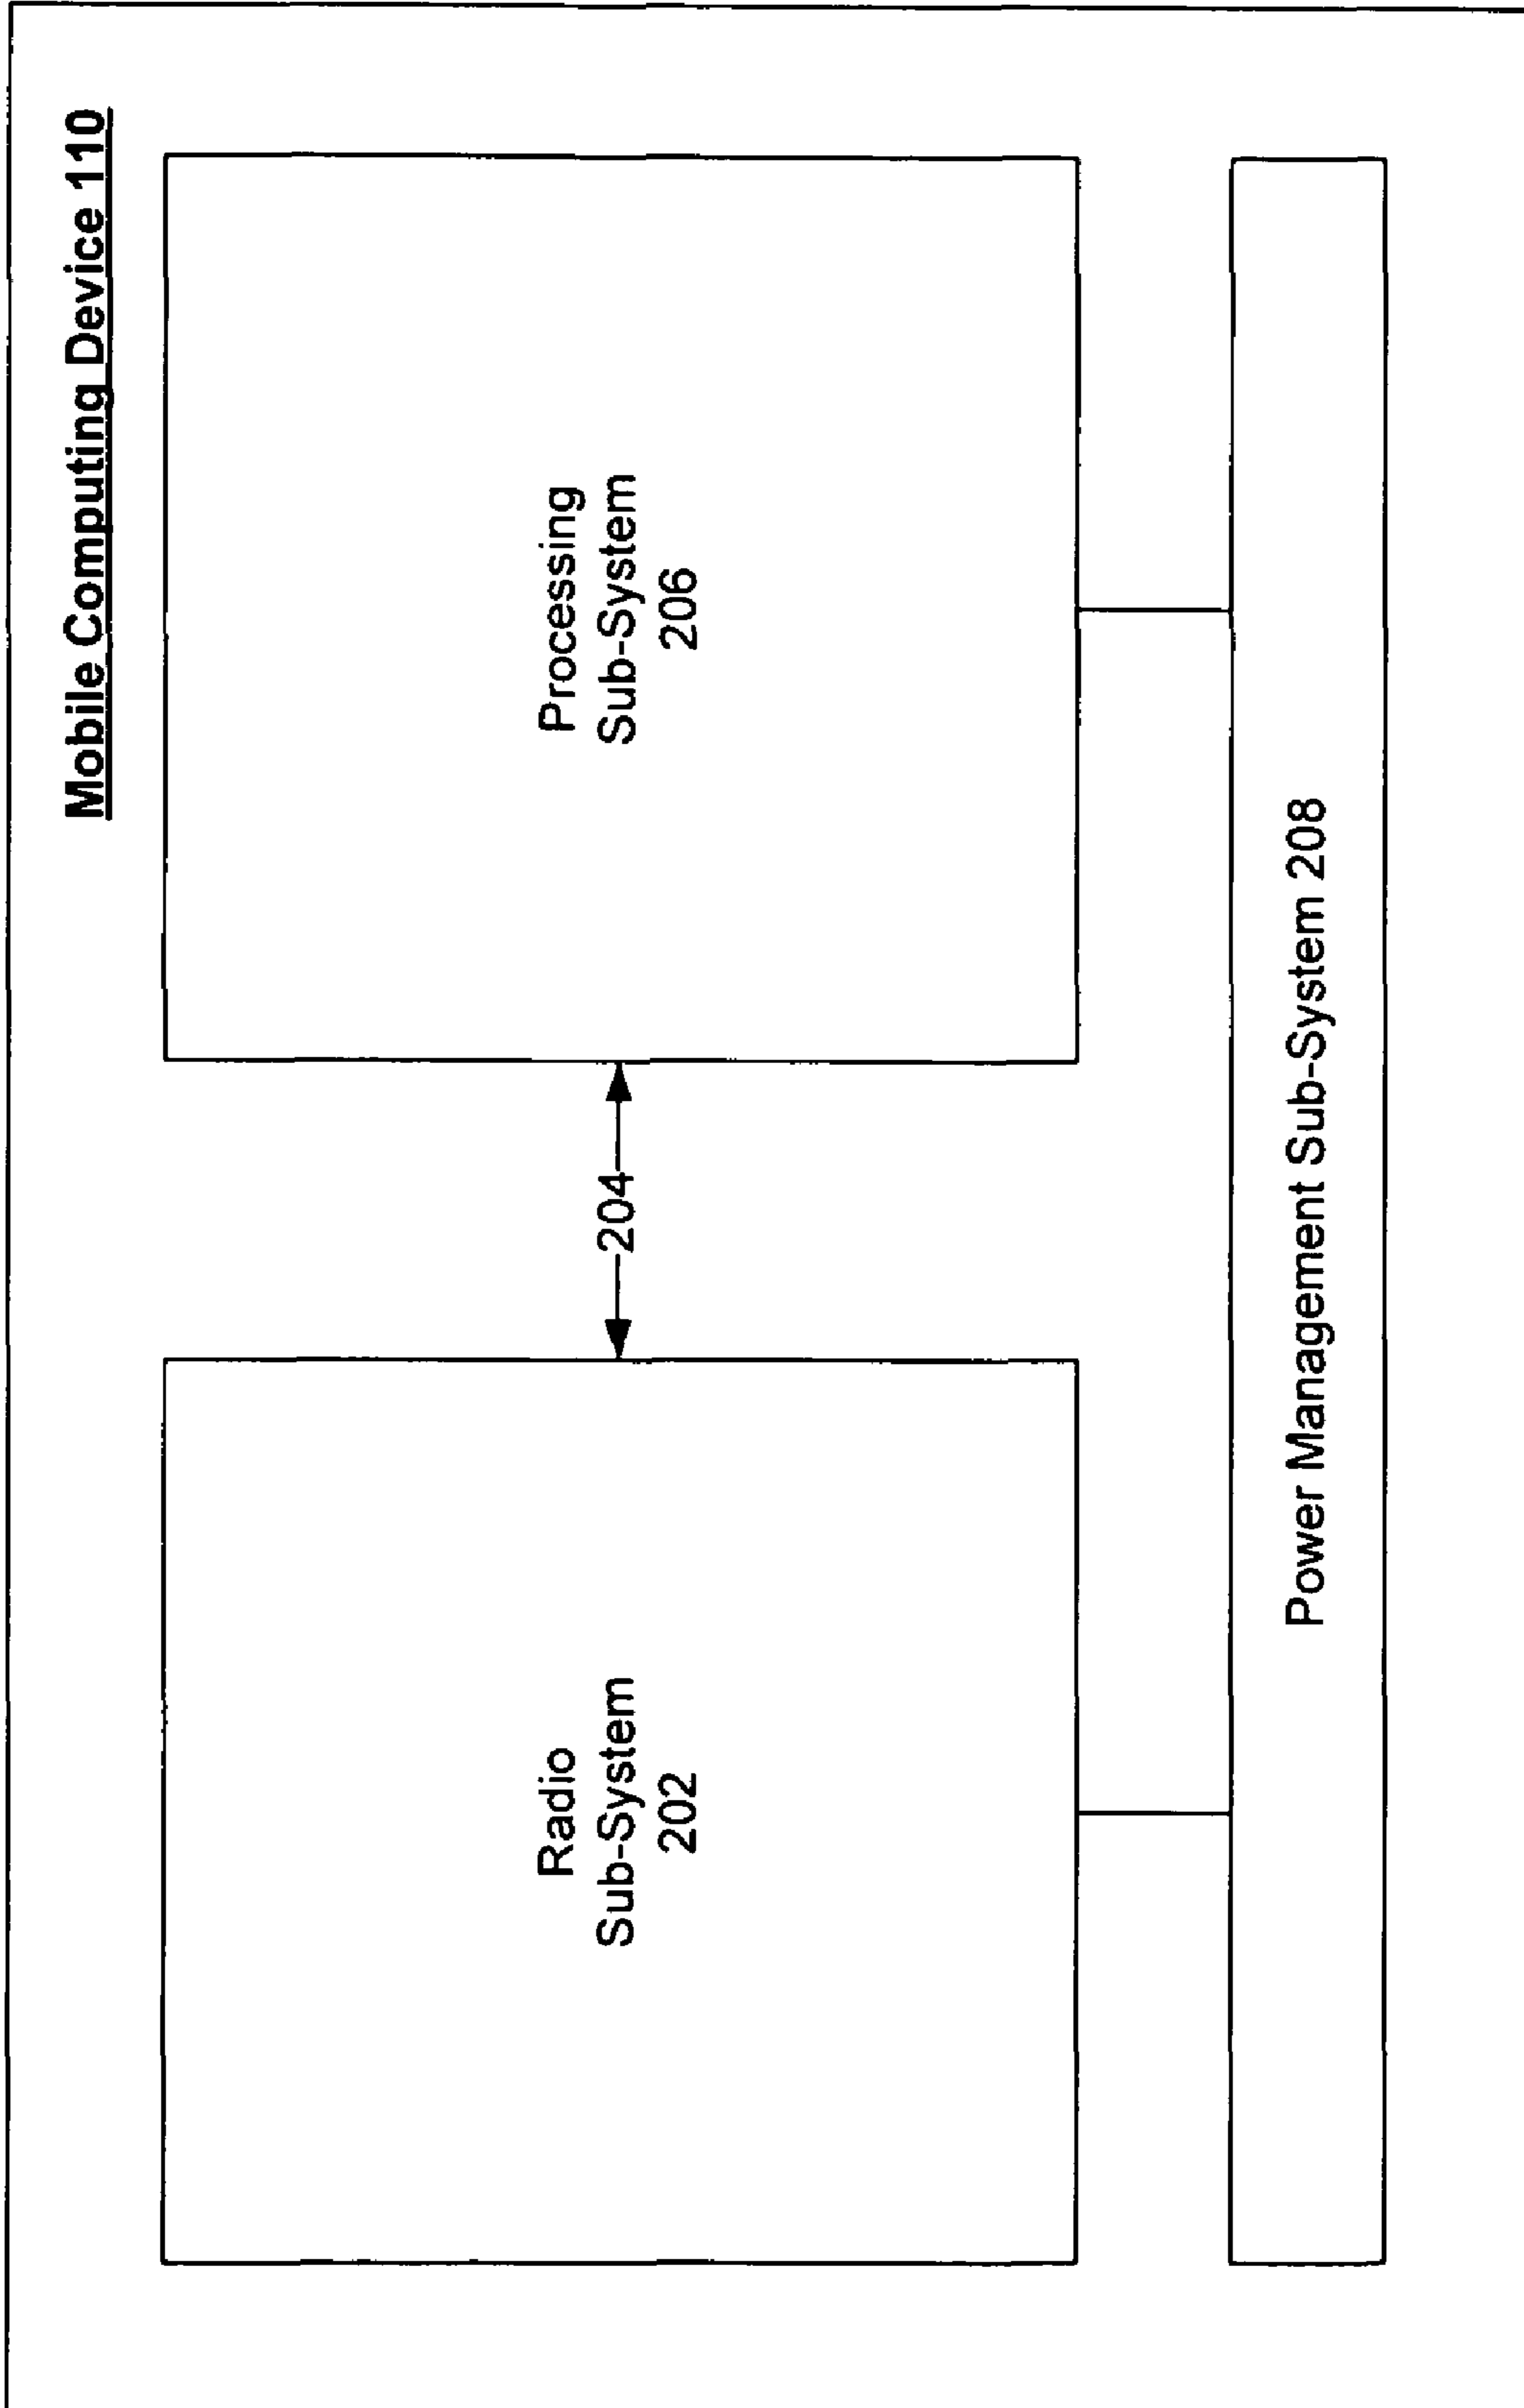 Mobile Computing Device 110
Radio
Sub-System
202
204
Processing
Sub-System
206
Power Management Sub-System 208